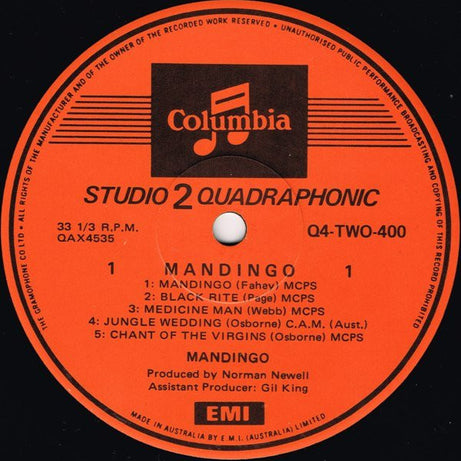 THE GRAMOPHONE CO LTD • ALL RIGHTS OF THE MANUFACTURER AND OF THE OWNER OF THE RECORDED WORK RESERVED • UNAUTHORISED PUBLIC PERFORMANCE BROADCASTING AND COPYING OF THIS RECORD PROHIBITED
Columbia
STUDIO 2 QUADRAPHONIC
33 1/3 R.P.M. Q4-TWO-400
QAX4535
1 MANDINGO 1
1: MANDINGO (Fahey) MCPS
2: BLACK RITE (Page) MCPS
3: MEDICINE MAN (Webb) MCPS
4: JUNGLE WEDDING (Osborne) C.A.M. (Aust.)
5: CHANT OF THE VIRGINS (Osborne) MCPS
MANDINGO
Produced by Norman Newell
Assistant Producer: Gil King
EMI
MADE IN AUSTRALIA BY E.M.I. (AUSTRALIA) LIMITED